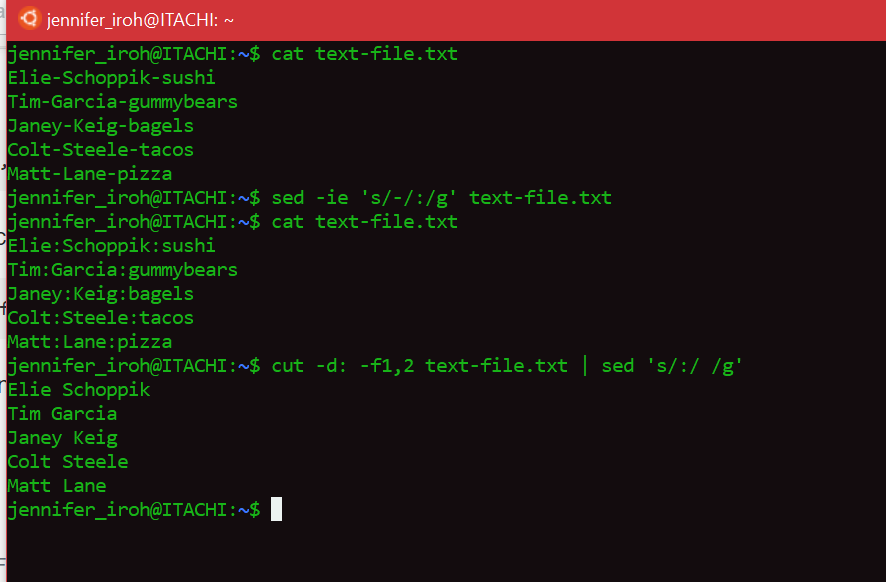 jennifer_iroh@ITACHI: ~
jennifer_iroh@ITACHI:~$ cat text-file.txt
Elie-Schoppik-sushi
Tim-Garcia-gummybears
Janey-Keig-bagels
Colt-Steele-tacos
Matt-Lane-pizza
jennifer_iroh@ITACHI:~$ sed -ie 's/-/:/g' text-file.txt
jennifer_iroh@ITACHI:~$ cat text-file.txt
Elie:Schoppik:sushi
Tim:Garcia:gummybears
Janey:Keig:bagels
Colt:Steele:tacos
Matt:Lane:pizza
jennifer_iroh@ITACHI:~$ cut -d: -f1,2 text-file.txt | sed 's/:/ /g'
Elie Schoppik
Tim Garcia
Janey Keig
Colt Steele
Matt Lane
jennifer_iroh@ITACHI:~$